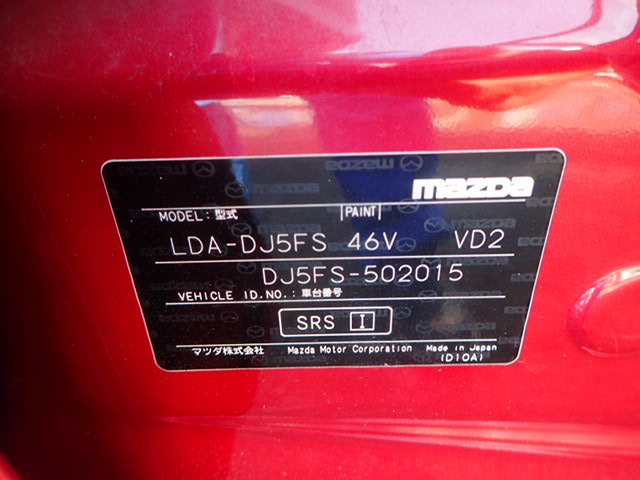 mazda
MODEL:型式 PAINT
LDA-DJ5FS 46V VD2
DJ5FS-502015
VEHICLE ID.NO.:車台番号
SRS I
マツダ株式会社 Mazda Motor Corporation Made in Japan
(D10A)